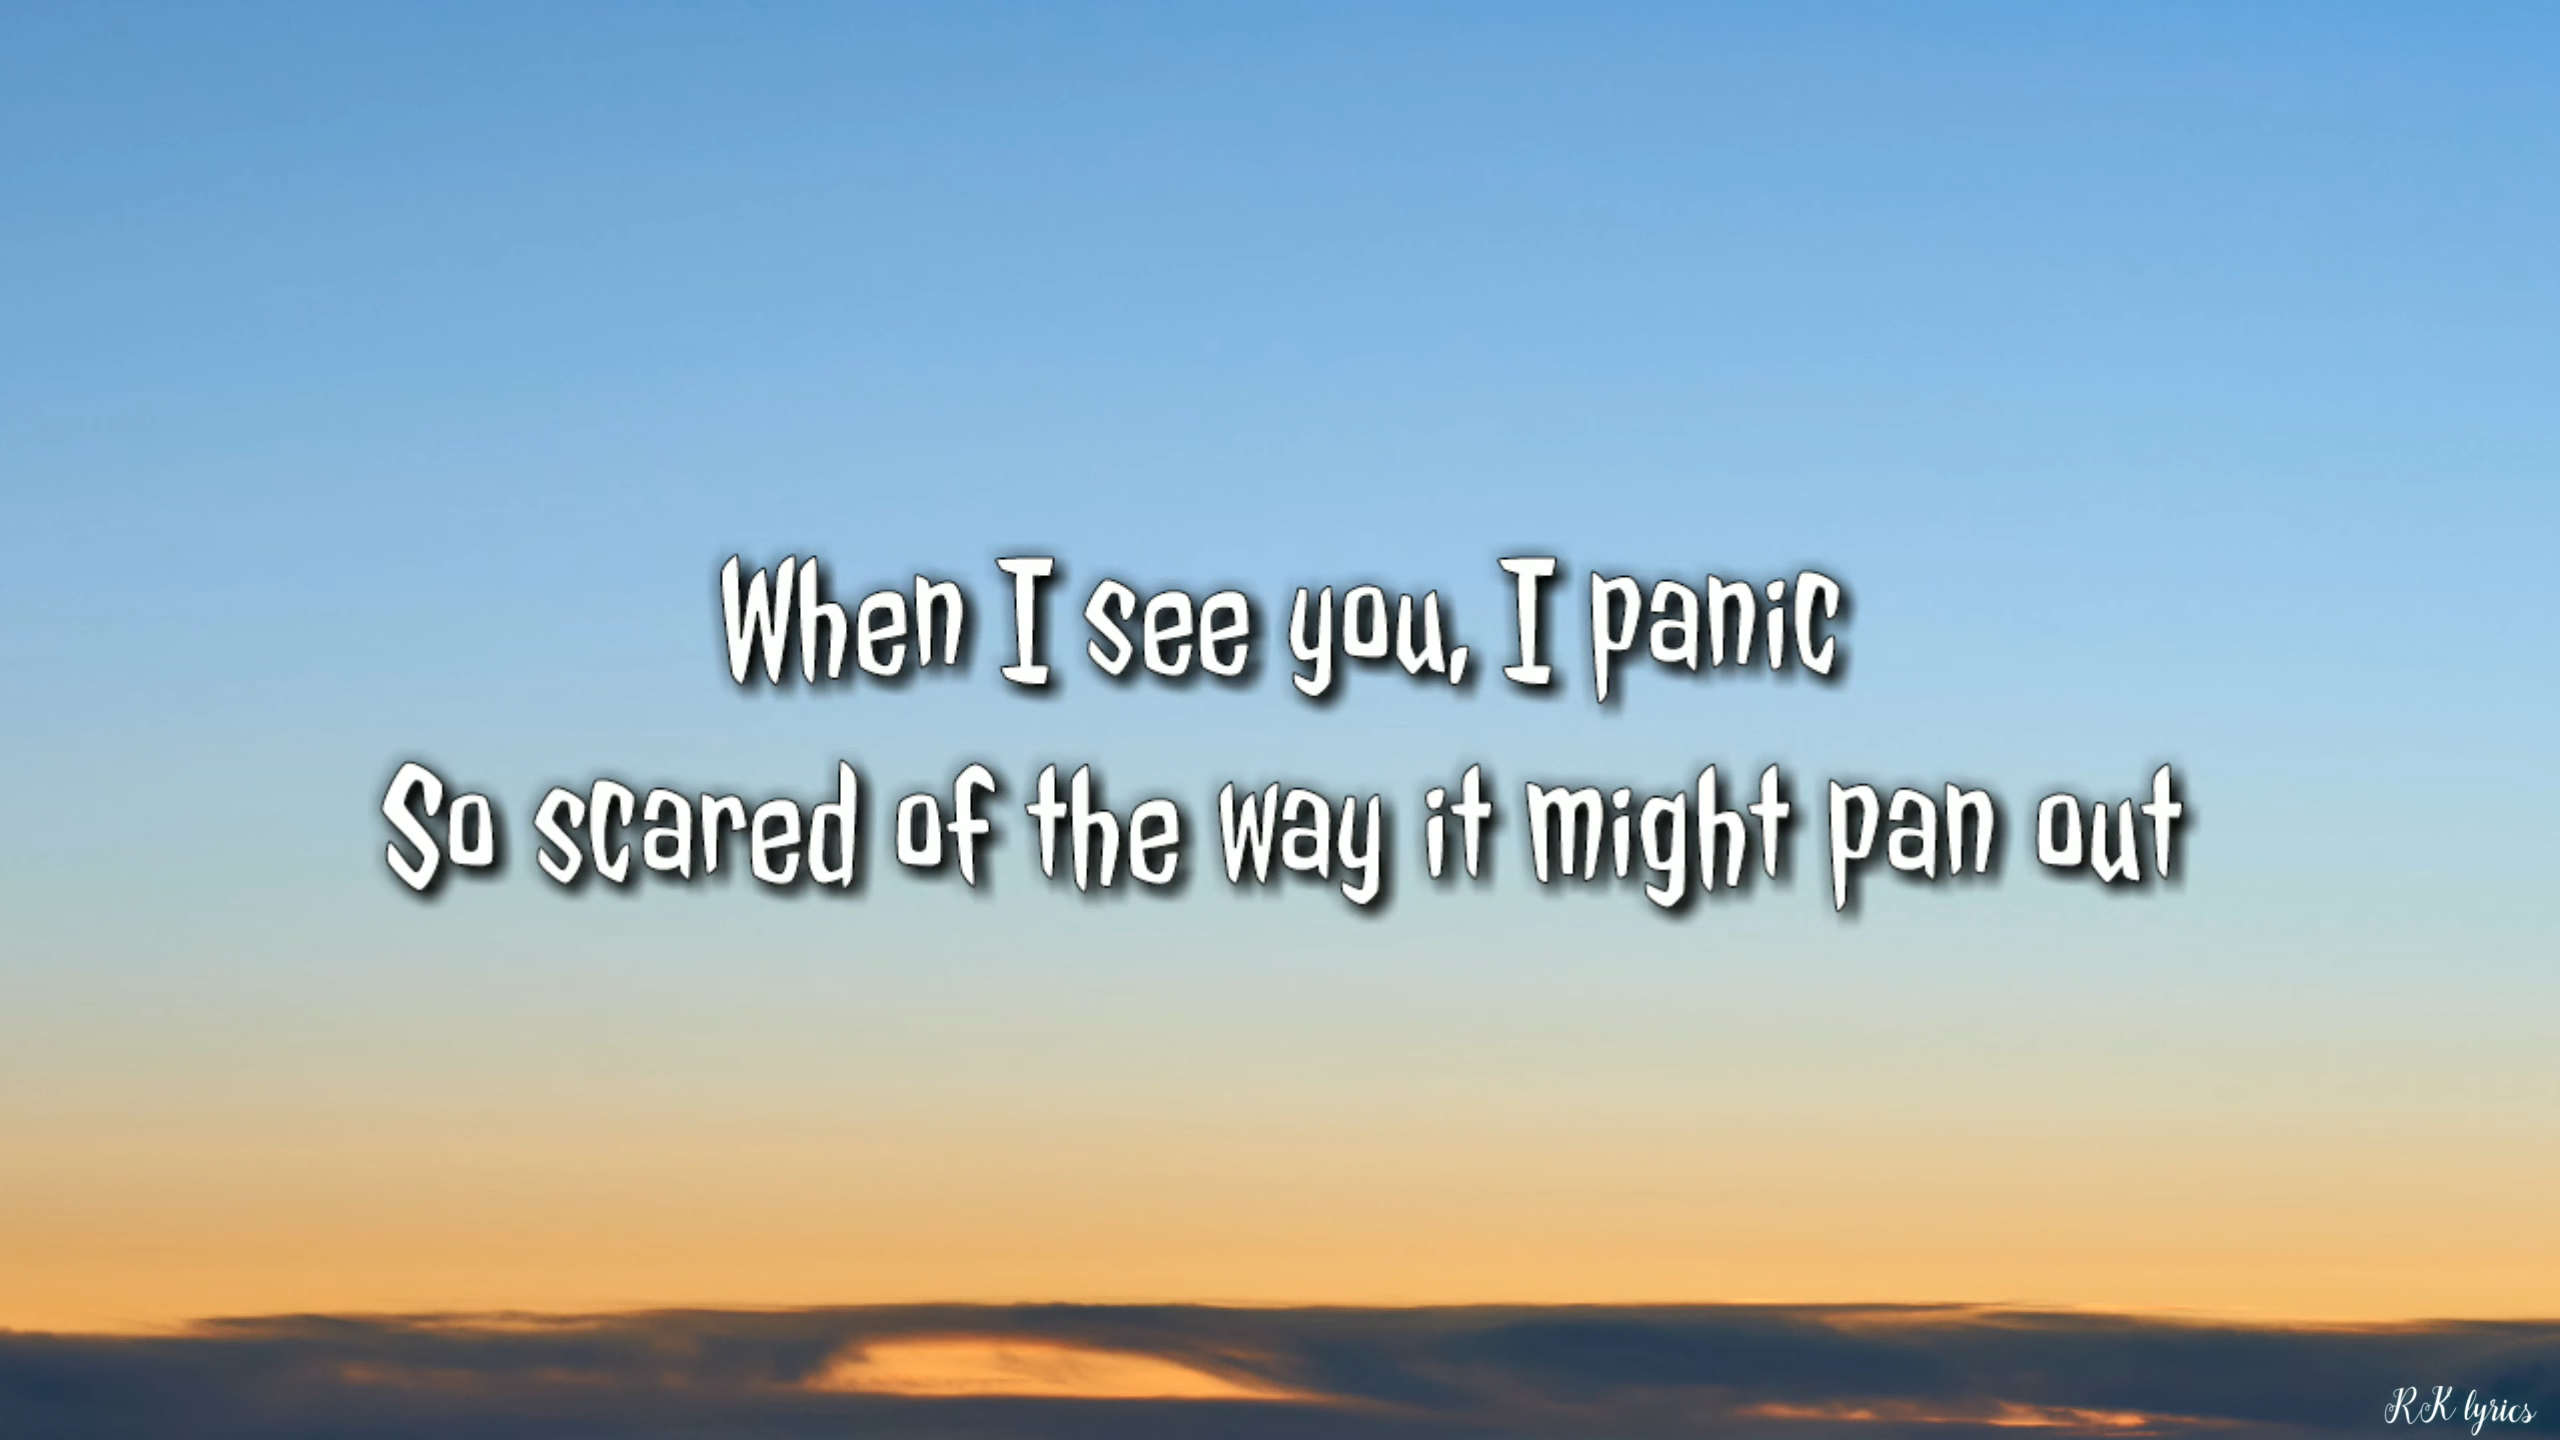 When I see you, I panic
So scared of the way it might pan out
RK lyrics